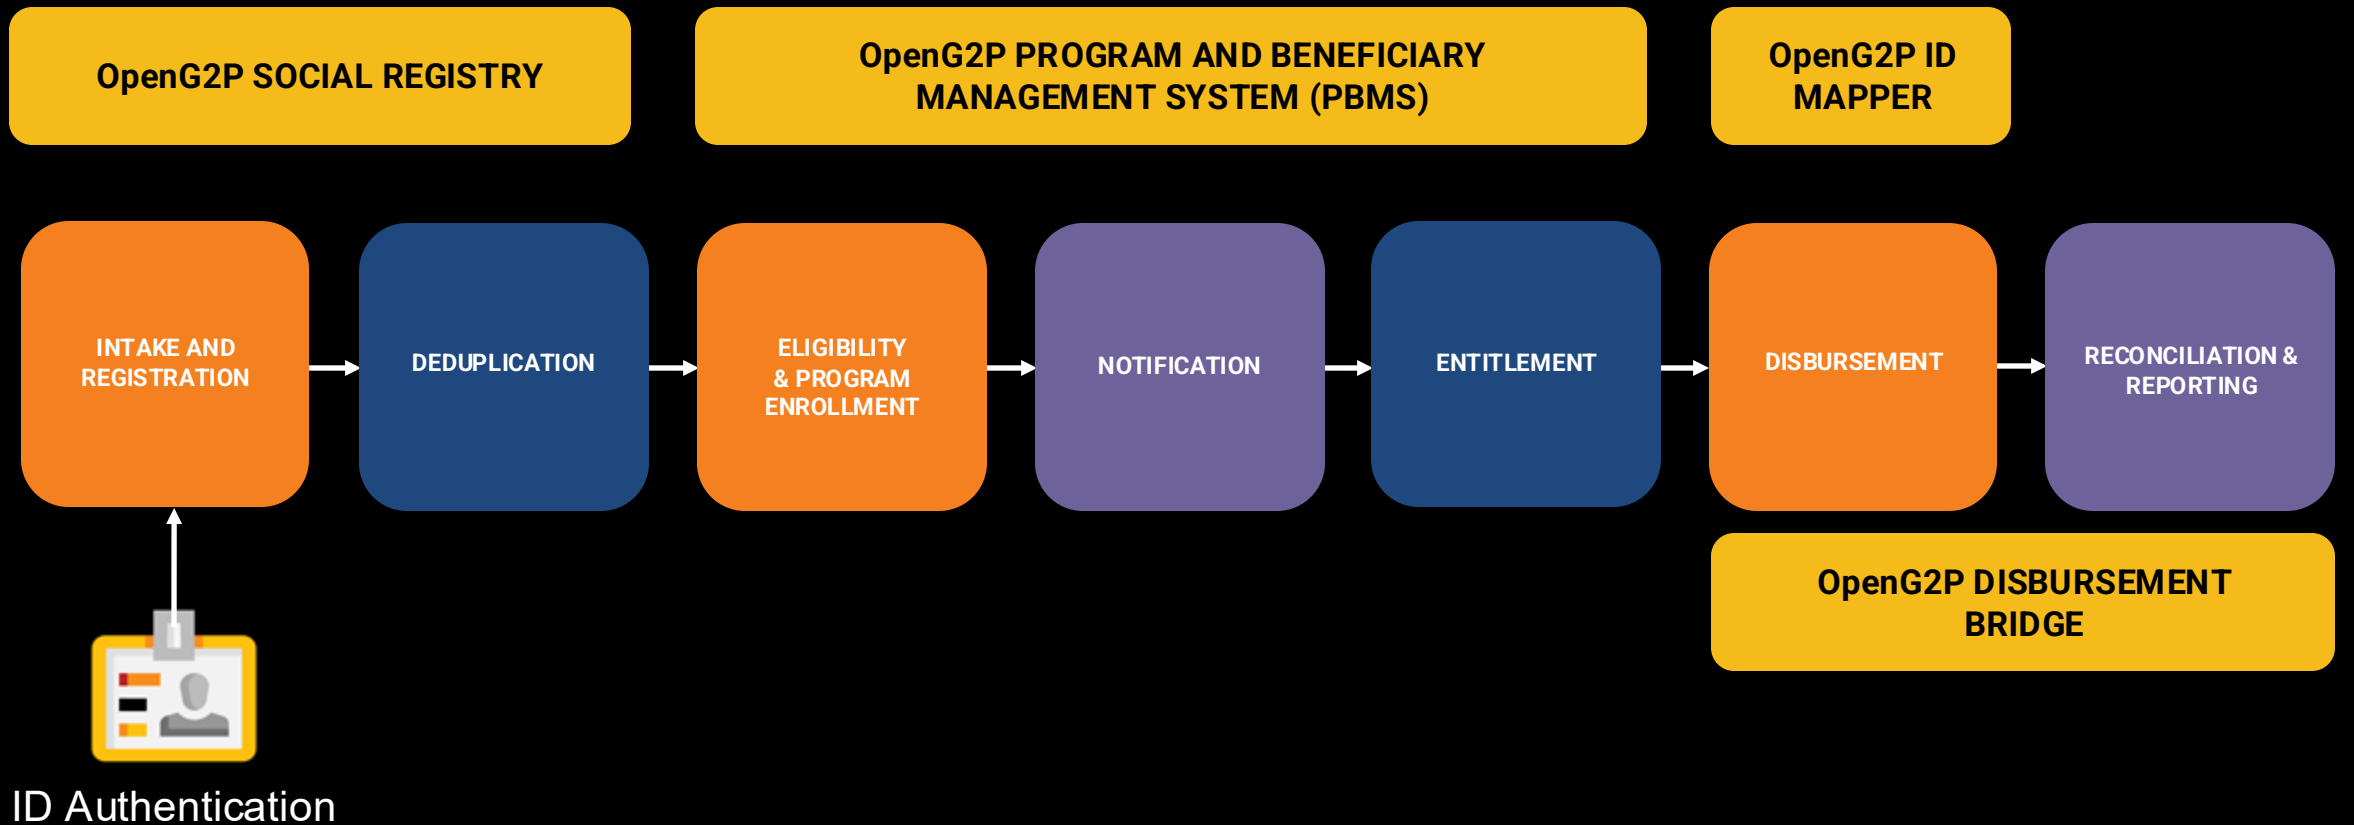 OpenG2P SOCIAL REGISTRY
OpenG2P PROGRAM AND BENEFICIARY
MANAGEMENT SYSTEM (PBMS)
OpenG2P ID
MAPPER
INTAKE AND
REGISTRATION
DEDUPLICATION
ELIGIBILITY
& PROGRAM
ENROLLMENT
NOTIFICATION
ENTITLEMENT
DISBURSEMENT
RECONCILIATION &
REPORTING
OpenG2P DISBURSEMENT
BRIDGE
ID Authentication